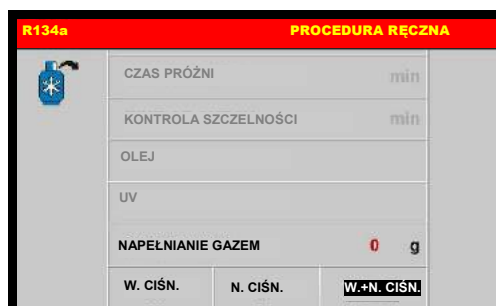 R134a PROCEDURA RĘCZNA
CZAS PRÓŻNI min
KONTROLA SZCZELNOŚCI min
OLEJ
UV
NAPEŁNIANIE GAZEM 0 g
W. CIŚN. N. CIŚN. W.+N. CIŚN.